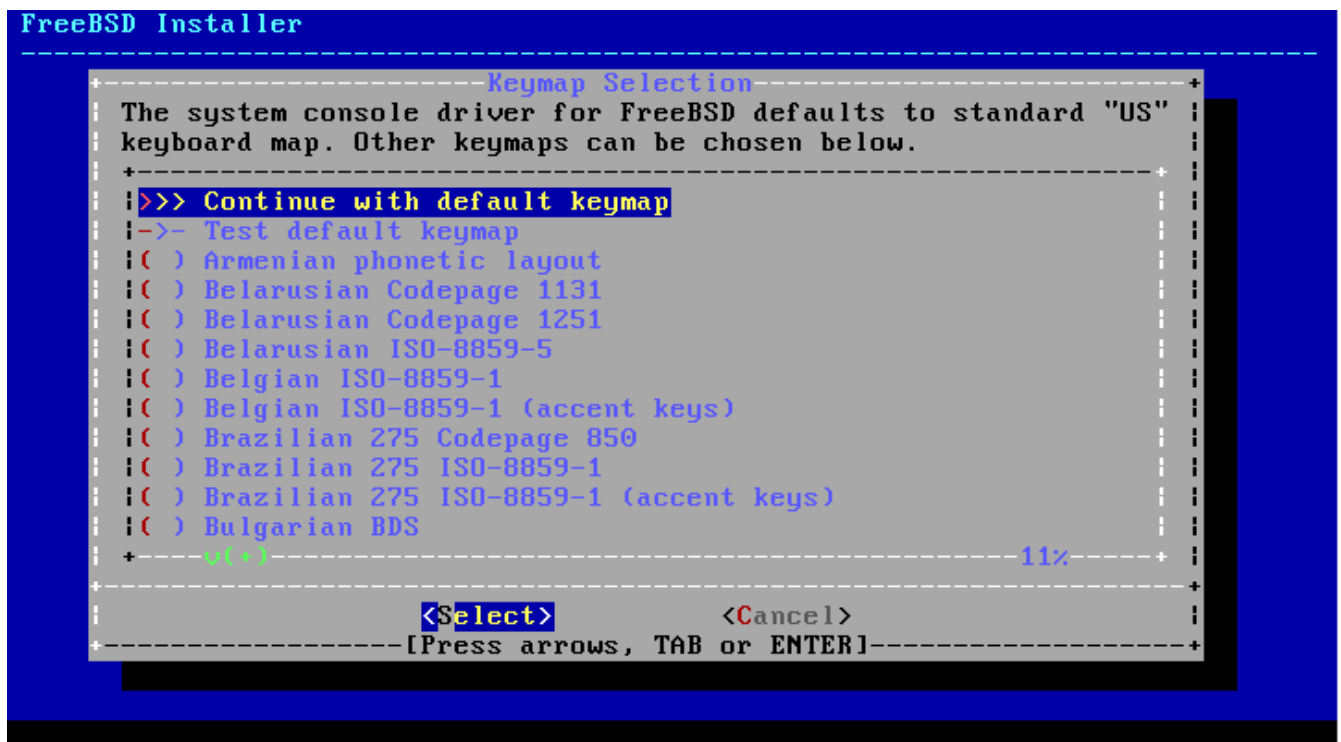 FreeBSD Installer
Keymap Selection
The system console driver for FreeBSD defaults to standard "US"
keyboard map. Other keymaps can be chosen below.
>>> Continue with default keymap
->- Test default keymap
( ) Armenian phonetic layout
( ) Belarusian Codepage 1131
( ) Belarusian Codepage 1251
( ) Belarusian ISO-8859-5
( ) Belgian ISO-8859-1
( ) Belgian ISO-8859-1 (accent keys)
( ) Brazilian 275 Codepage 850
( ) Brazilian 275 ISO-8859-1
( ) Brazilian 275 ISO-8859-1 (accent keys)
( ) Bulgarian BDS
v(+) 11%
<Select> <Cancel>
[Press arrows, TAB or ENTER]